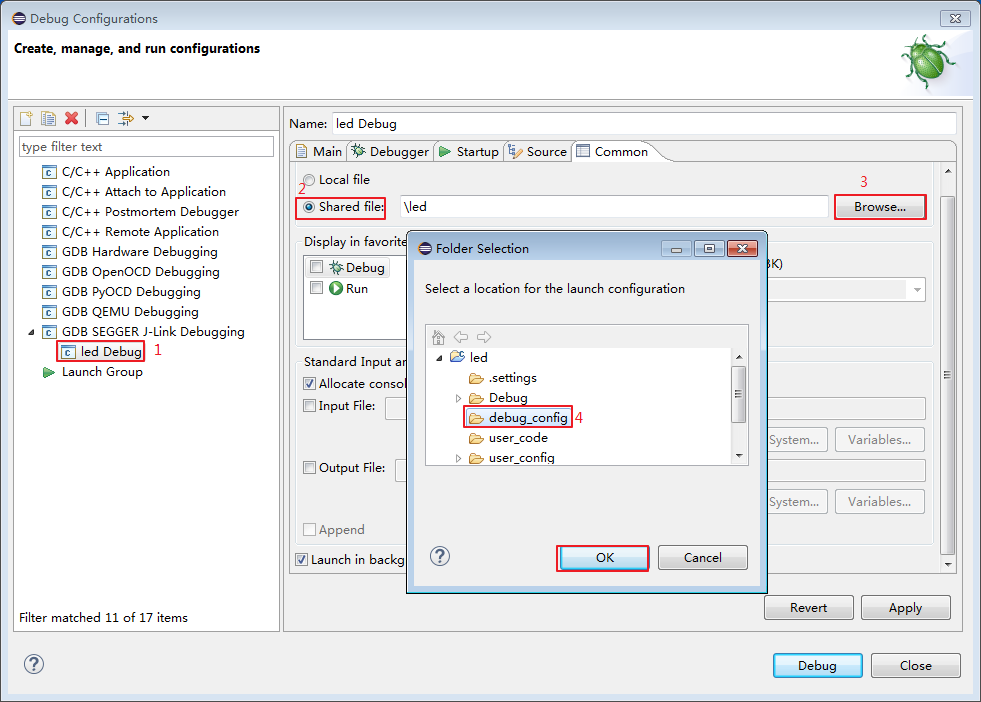 Debug Configurations
Create, manage, and run configurations
type filter text
C/C++ Application
C/C++ Attach to Application
C/C++ Postmortem Debugger
C/C++ Remote Application
GDB Hardware Debugging
GDB OpenOCD Debugging
GDB PyOCD Debugging
GDB QEMU Debugging
GDB SEGGER J-Link Debugging
led Debug 1
Launch Group
Filter matched 11 of 17 items
Name: led Debug
Main Debugger Startup Source Common
Local file
2
3
Shared file: \led Browse...
Display in favorite
Debug
Run
BK)
Standard Input an
Allocate consol
Input File:
System... Variables...
Output File:
System... Variables...
Append
Launch in backg
Folder Selection
Select a location for the launch configuration
led
.settings
Debug
debug_config 4
user_code
user_config
OK Cancel
Revert Apply
Debug Close